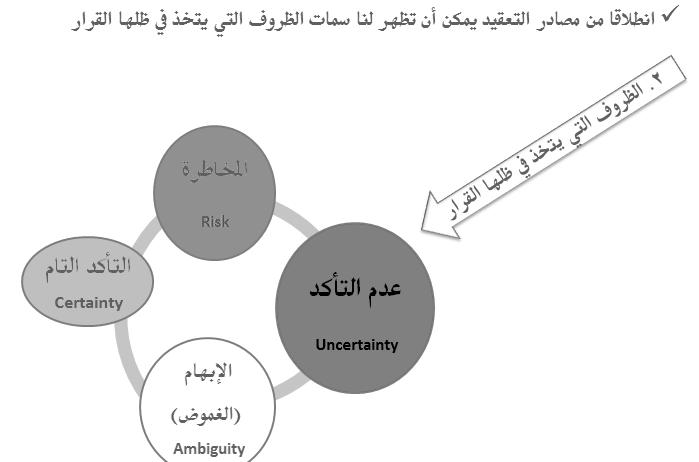 ✓ انطلاقا من مصادر التعقيد يمكن أن تظهر لنا سمات الظروف التي يتخذ في ظلها القرار
٢. الظروف التي يتخذ في ظلها القرار
المخاطرة
Risk
عدم التأكد
Uncertainty
التأكد التام
Certainty
الإبهام
(الغموض)
Ambiguity